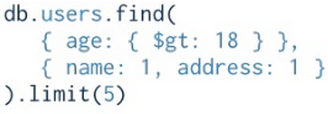 db.users.find(
   { age: { $gt: 18 } },
   { name: 1, address: 1 }
).limit(5)